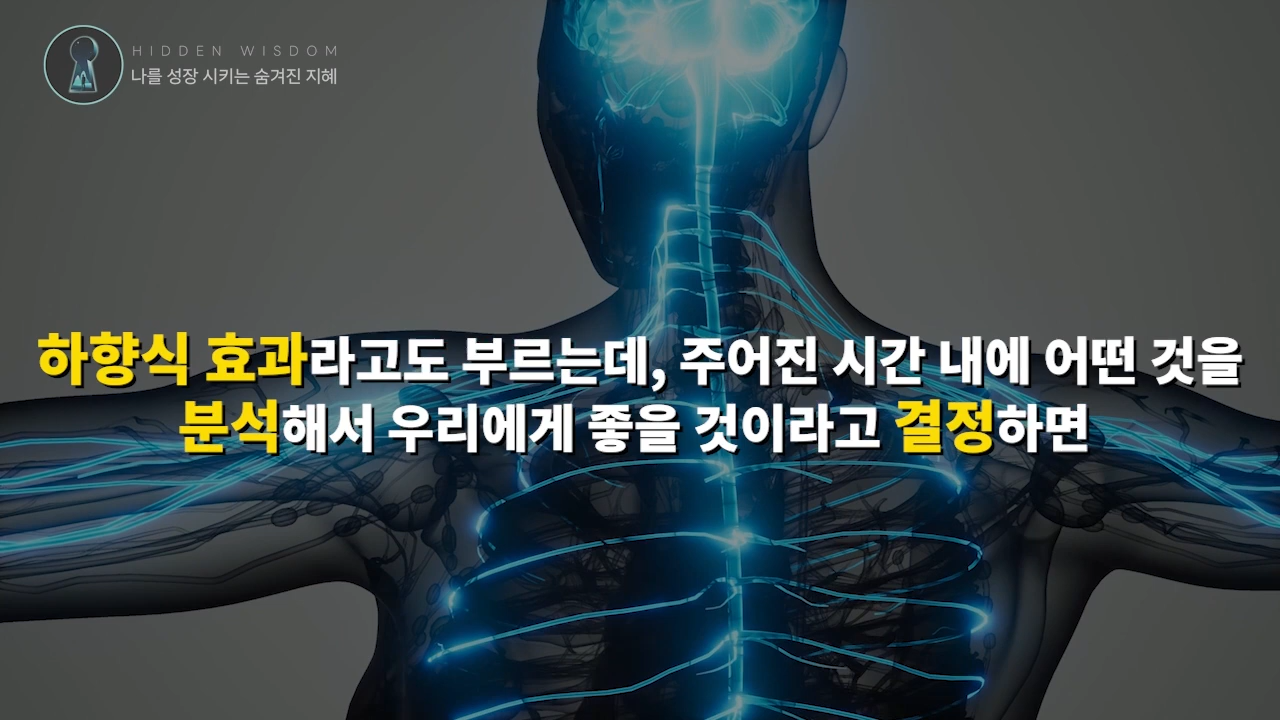 HIDDEN WISDOM
나를 성장 시키는 숨겨진 지혜
하향식 효과라고도 부르는데, 주어진 시간 내에 어떤 것을
분석해서 우리에게 좋을 것이라고 결정하면